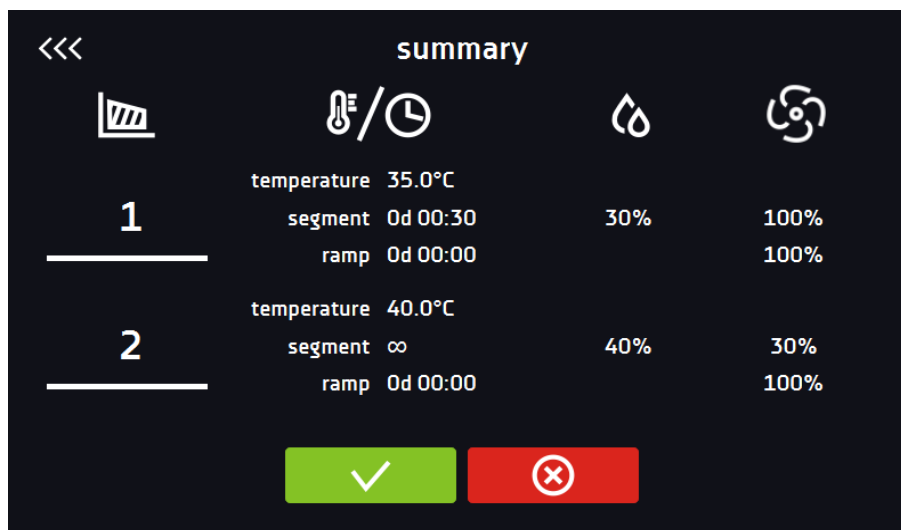 <<< summary
temperature 35.0°C
1 segment 0d 00:30 30% 100%
ramp 0d 00:00 100%
temperature 40.0°C
2 segment ∞ 40% 30%
ramp 0d 00:00 100%